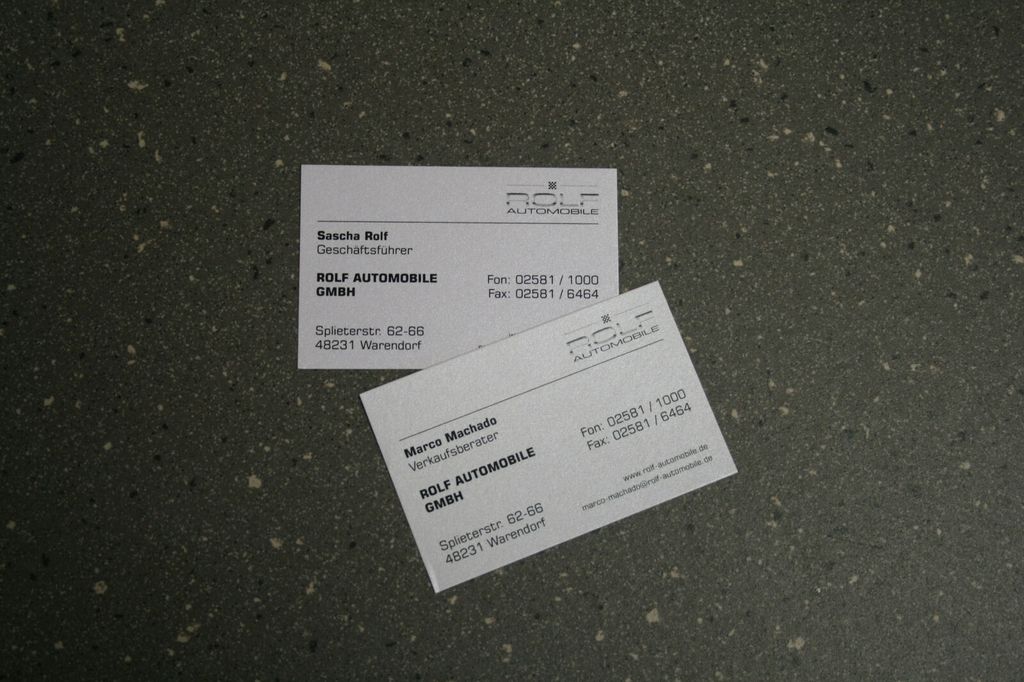 ROLF
AUTOMOBILE
Sascha Rolf
Geschäftsführer
ROLF AUTOMOBILE
GMBH
Fon: 02581 / 1000
Fax: 02581 / 6464
Splieterstr. 62-66
48231 Warendorf
ROLF
AUTOMOBILE
Marco Machado
Verkaufsberater
ROLF AUTOMOBILE
GMBH
Fon: 02581 / 1000
Fax: 02581 / 6464
www.rolf-automobile.de
marco-machado@rolf-automobile.de
Splieterstr. 62-66
48231 Warendorf